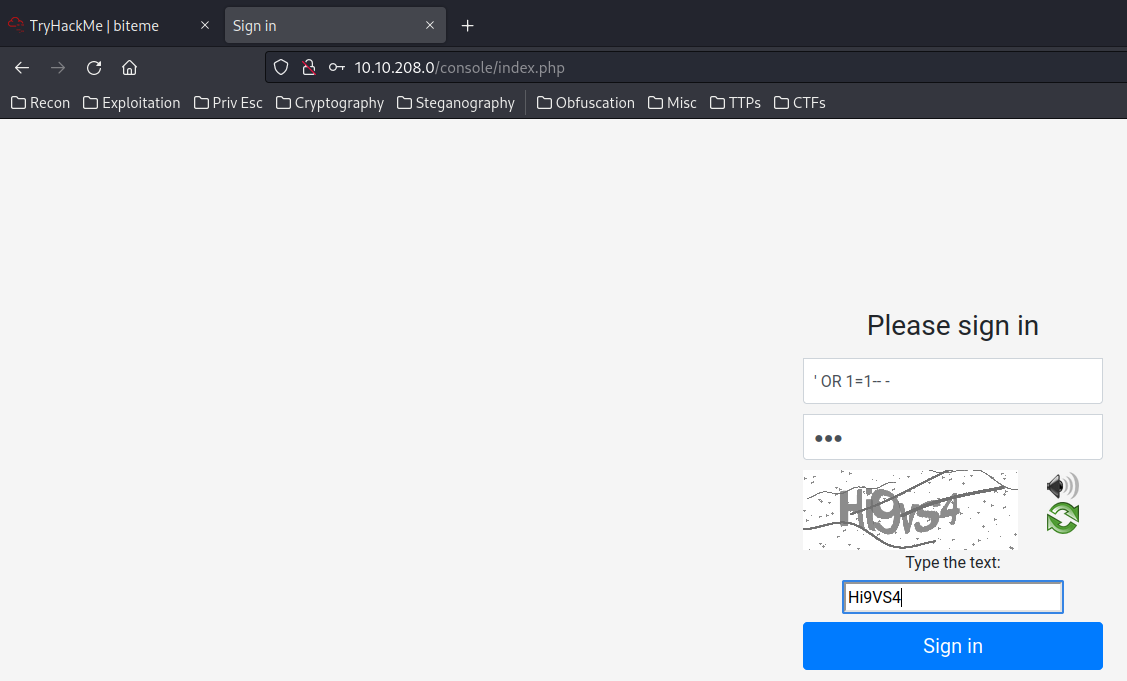 TryHackMe | biteme
Sign in
10.10.208.0/console/index.php
Recon Exploitation Priv Esc Cryptography Steganography Obfuscation Misc TTPs CTFs
Please sign in
' OR 1=1-- -
•••
Hi9vS4
Type the text:
Hi9VS4
Sign in